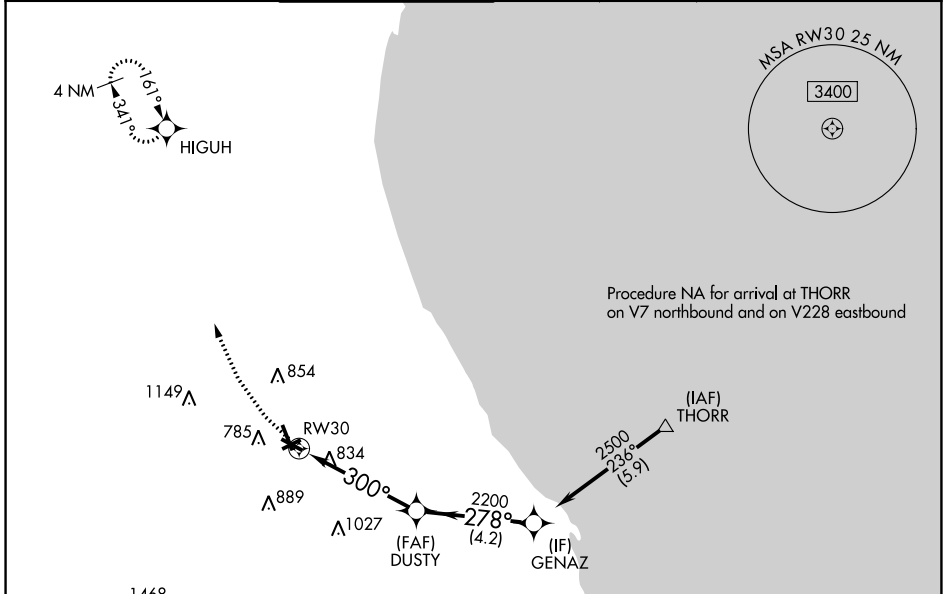 MSA RW30 25 NM
3400
4 NM
161°
341°
HIGUH
Procedure NA for arrival at THORR
on V7 northbound and on V228 eastbound
854
1149
785
RW30
834
889
1027
300°
(FAF)
DUSTY
2200
278°
(4.2)
(IF)
GENAZ
2500
236°
(5.9)
(IAF)
THORR